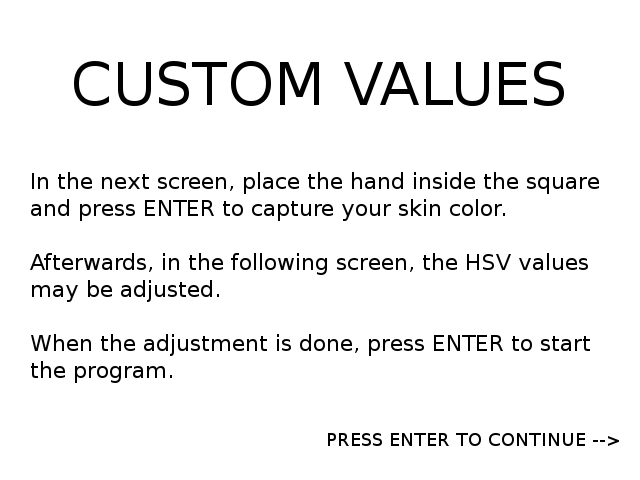 CUSTOM VALUES
In the next screen, place the hand inside the square
and press ENTER to capture your skin color.
Afterwards, in the following screen, the HSV values
may be adjusted.
When the adjustment is done, press ENTER to start
the program.
PRESS ENTER TO CONTINUE -->